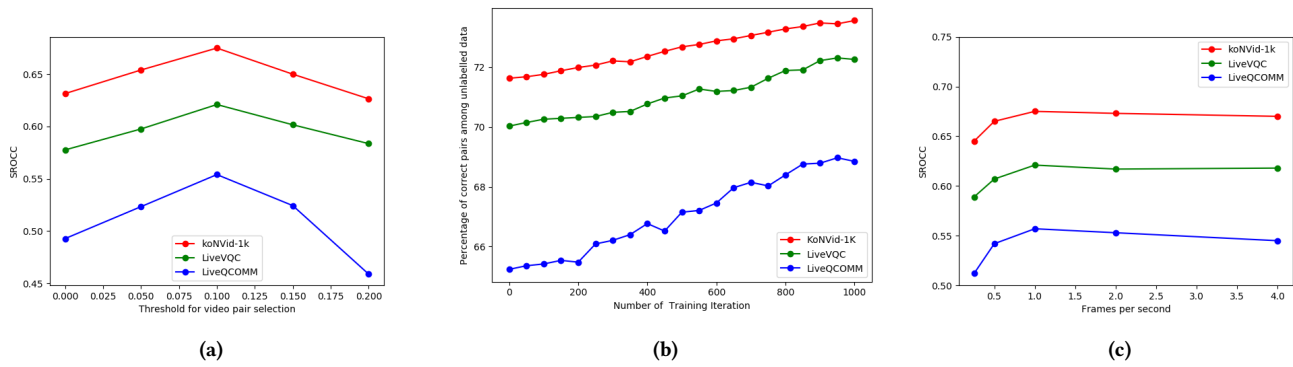 0.65
0.60
0.55
0.50
0.45
SROCC
koNVid-1k
LiveVQC
LiveQCOMM
0.000 0.025 0.050 0.075 0.100 0.125 0.150 0.175 0.200
Threshold for video pair selection
(a)
72
70
68
66
Percentage of correct pairs among unlabelled data
KoNVid-1K
LiveVQC
LiveQCOMM
0 200 400 600 800 1000
Number of Training Iteration
(b)
0.75
0.70
0.65
0.60
0.55
0.50
SROCC
koNVid-1k
LiveVQC
LiveQCOMM
0.5 1.0 1.5 2.0 2.5 3.0 3.5 4.0
Frames per second
(c)